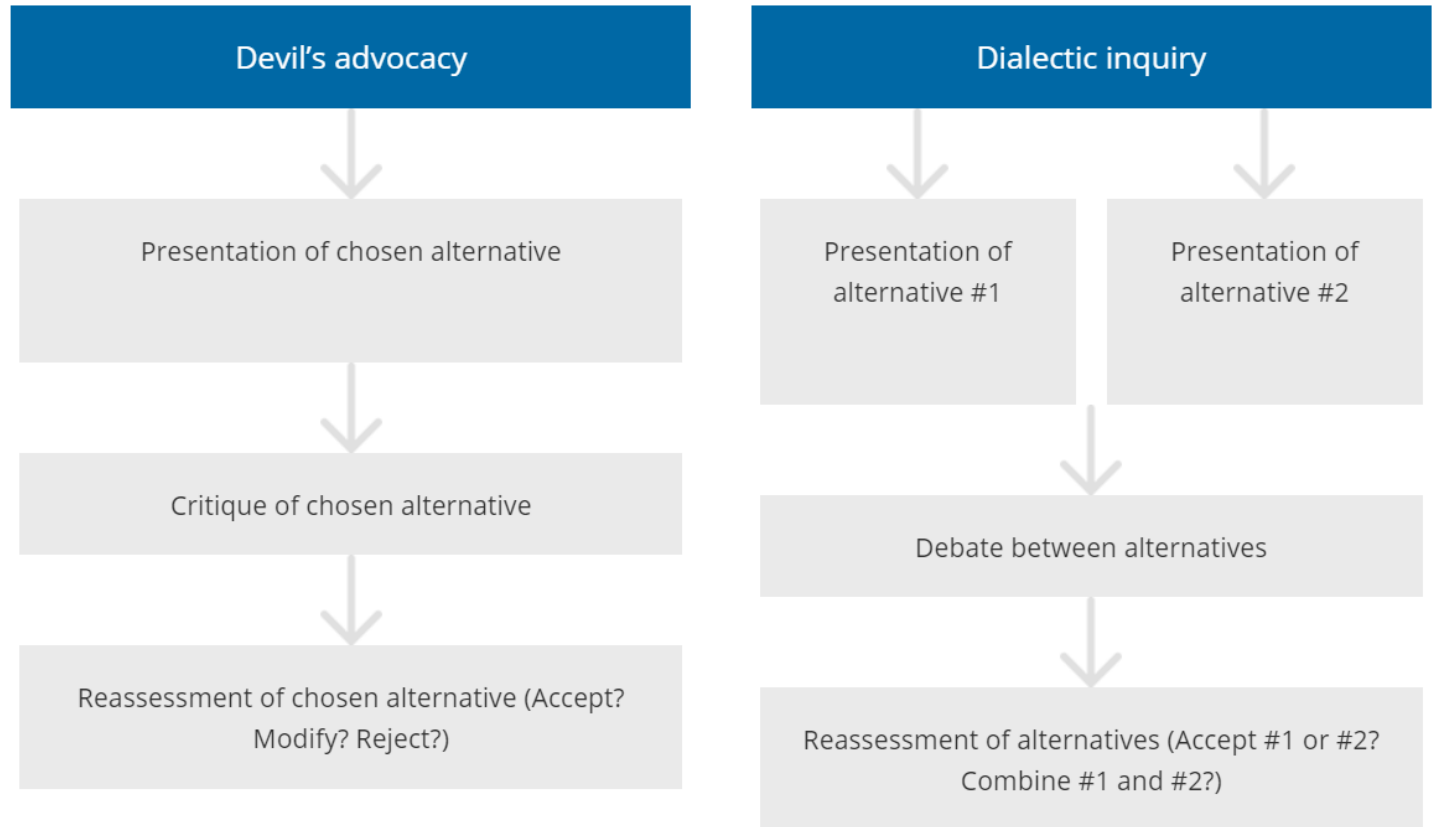 Devil’s advocacy
Presentation of chosen alternative
Critique of chosen alternative
Reassessment of chosen alternative (Accept?
Modify? Reject?)
Dialectic inquiry
Presentation of
alternative #1
Presentation of
alternative #2
Debate between alternatives
Reassessment of alternatives (Accept #1 or #2?
Combine #1 and #2?)